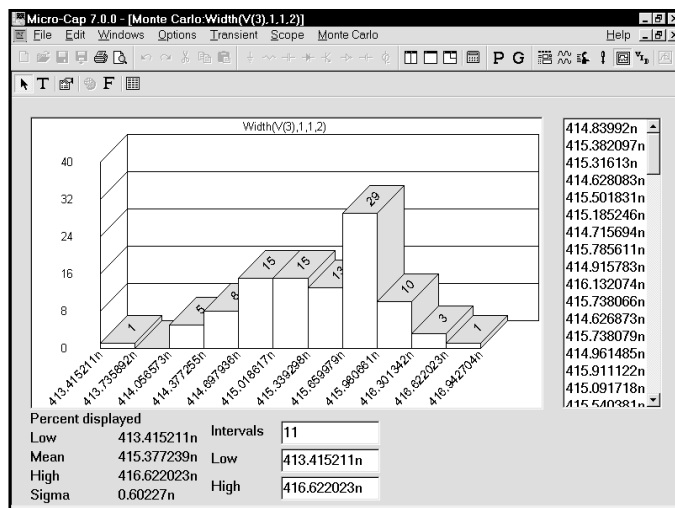 Micro-Cap 7.0.0 - [Monte Carlo:Width(V(3),1,1,2)]
File Edit Windows Options Transient Scope Monte Carlo Help
P G
T F
Width(V(3),1,1,2)
40
32
24
16
8
0
1 5 8 15 15 13 29 10 3 1
413.415211n 413.735892n 414.056573n 414.377255n 414.697936n 415.018617n 415.339298n 415.659979n 415.980661n 416.301342n 416.622023n 416.942704n
414.83992n
415.382097n
415.31613n
414.628083n
415.501831n
415.185246n
414.715694n
415.785611n
414.915783n
416.132074n
415.738066n
414.626873n
415.738079n
414.961485n
415.911122n
415.091718n
415.540381n
Percent displayed
Low 413.415211n
Mean 415.377239n
High 416.622023n
Sigma 0.60227n
Intervals 11
Low 413.415211n
High 416.622023n